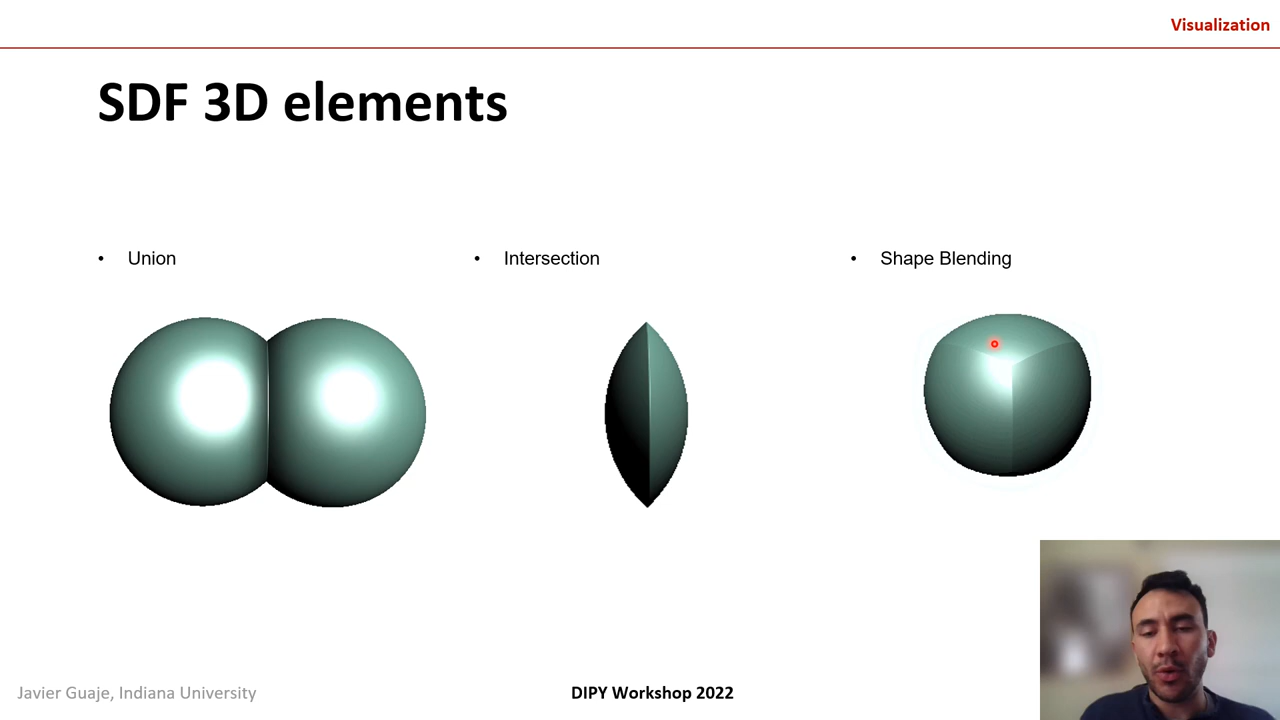 Visualization
SDF 3D elements
• Union
• Intersection
• Shape Blending
Javier Guaje, Indiana University
DIPY Workshop 2022